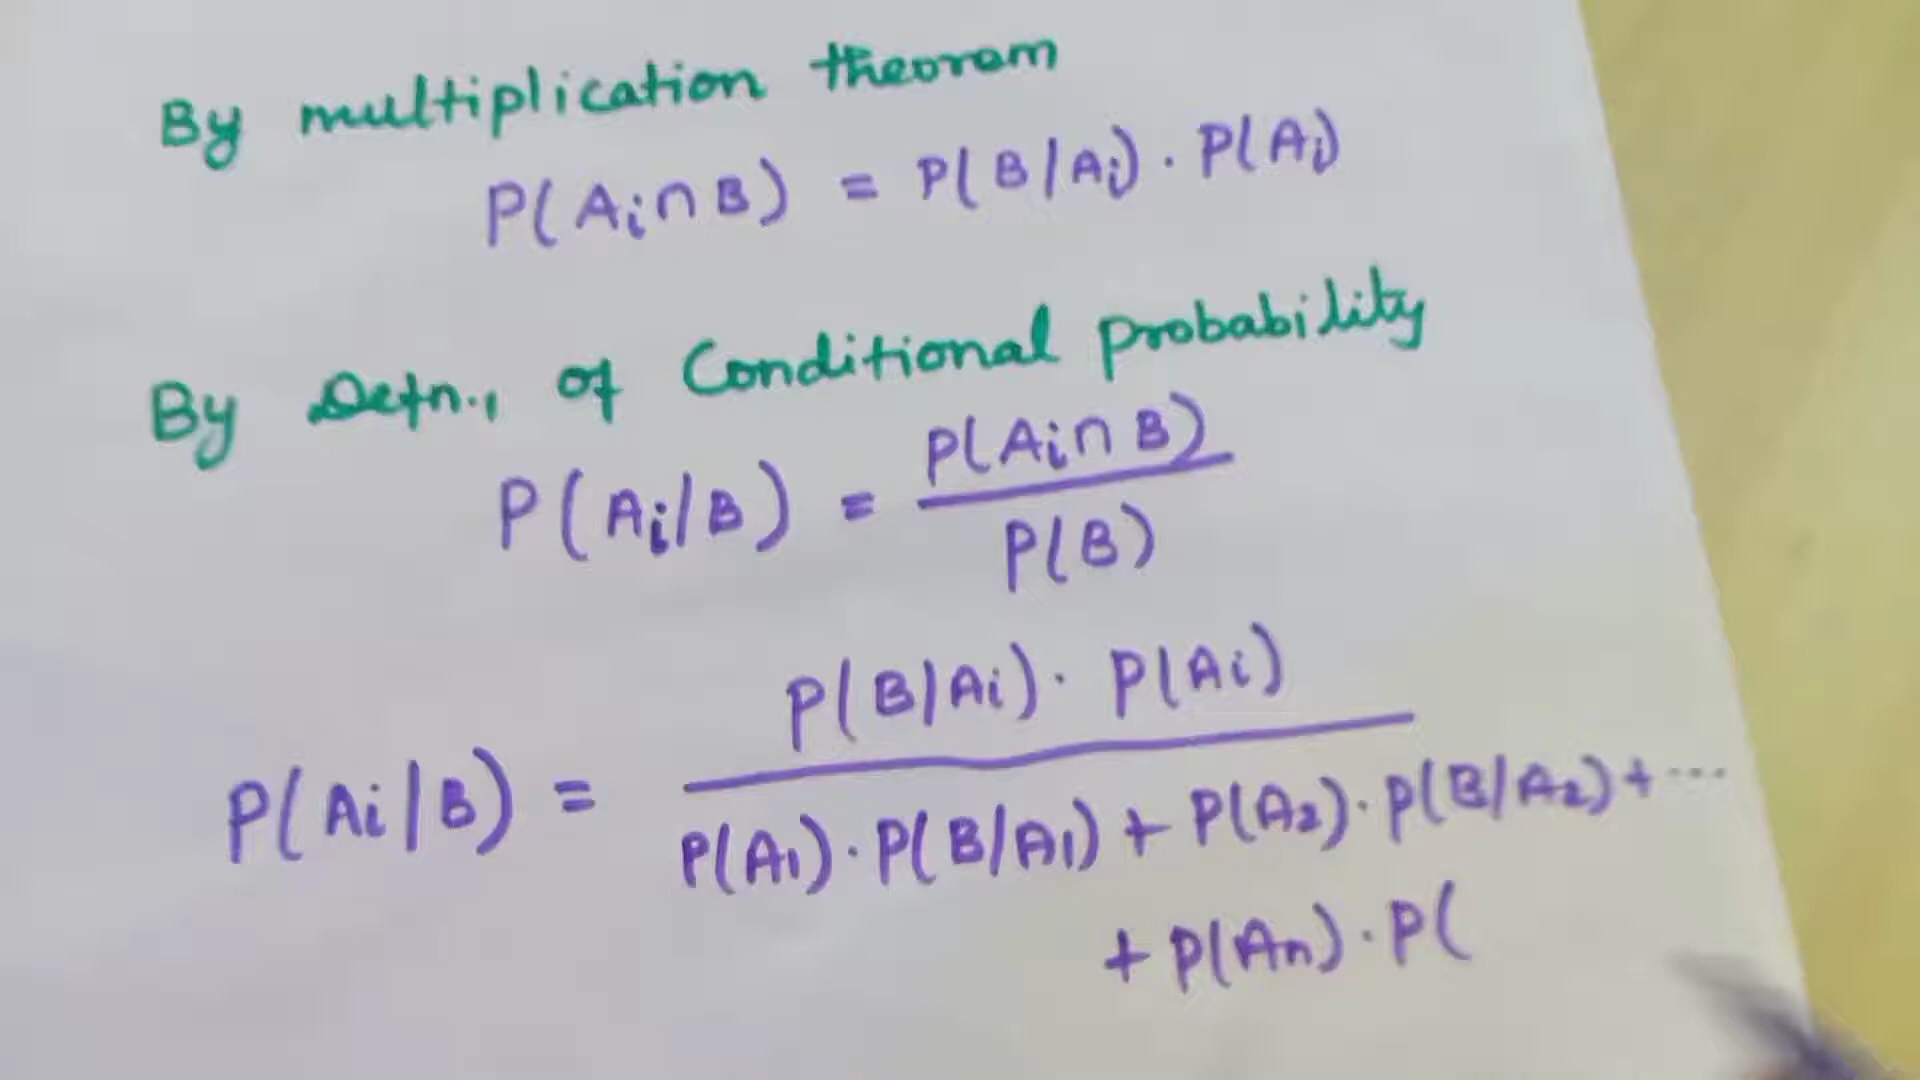 By multiplication theorem
P(Ai∩B) = P(B/Ai) · P(Ai)
By Defn., of Conditional probability
P(Ai/B) = P(Ai∩B)
P(B)
P(B/Ai) · P(Ai)
P(Ai/B) =
P(A1) · P(B/A1) + P(A2) · P(B/A2) + ...
+ P(An) · P(